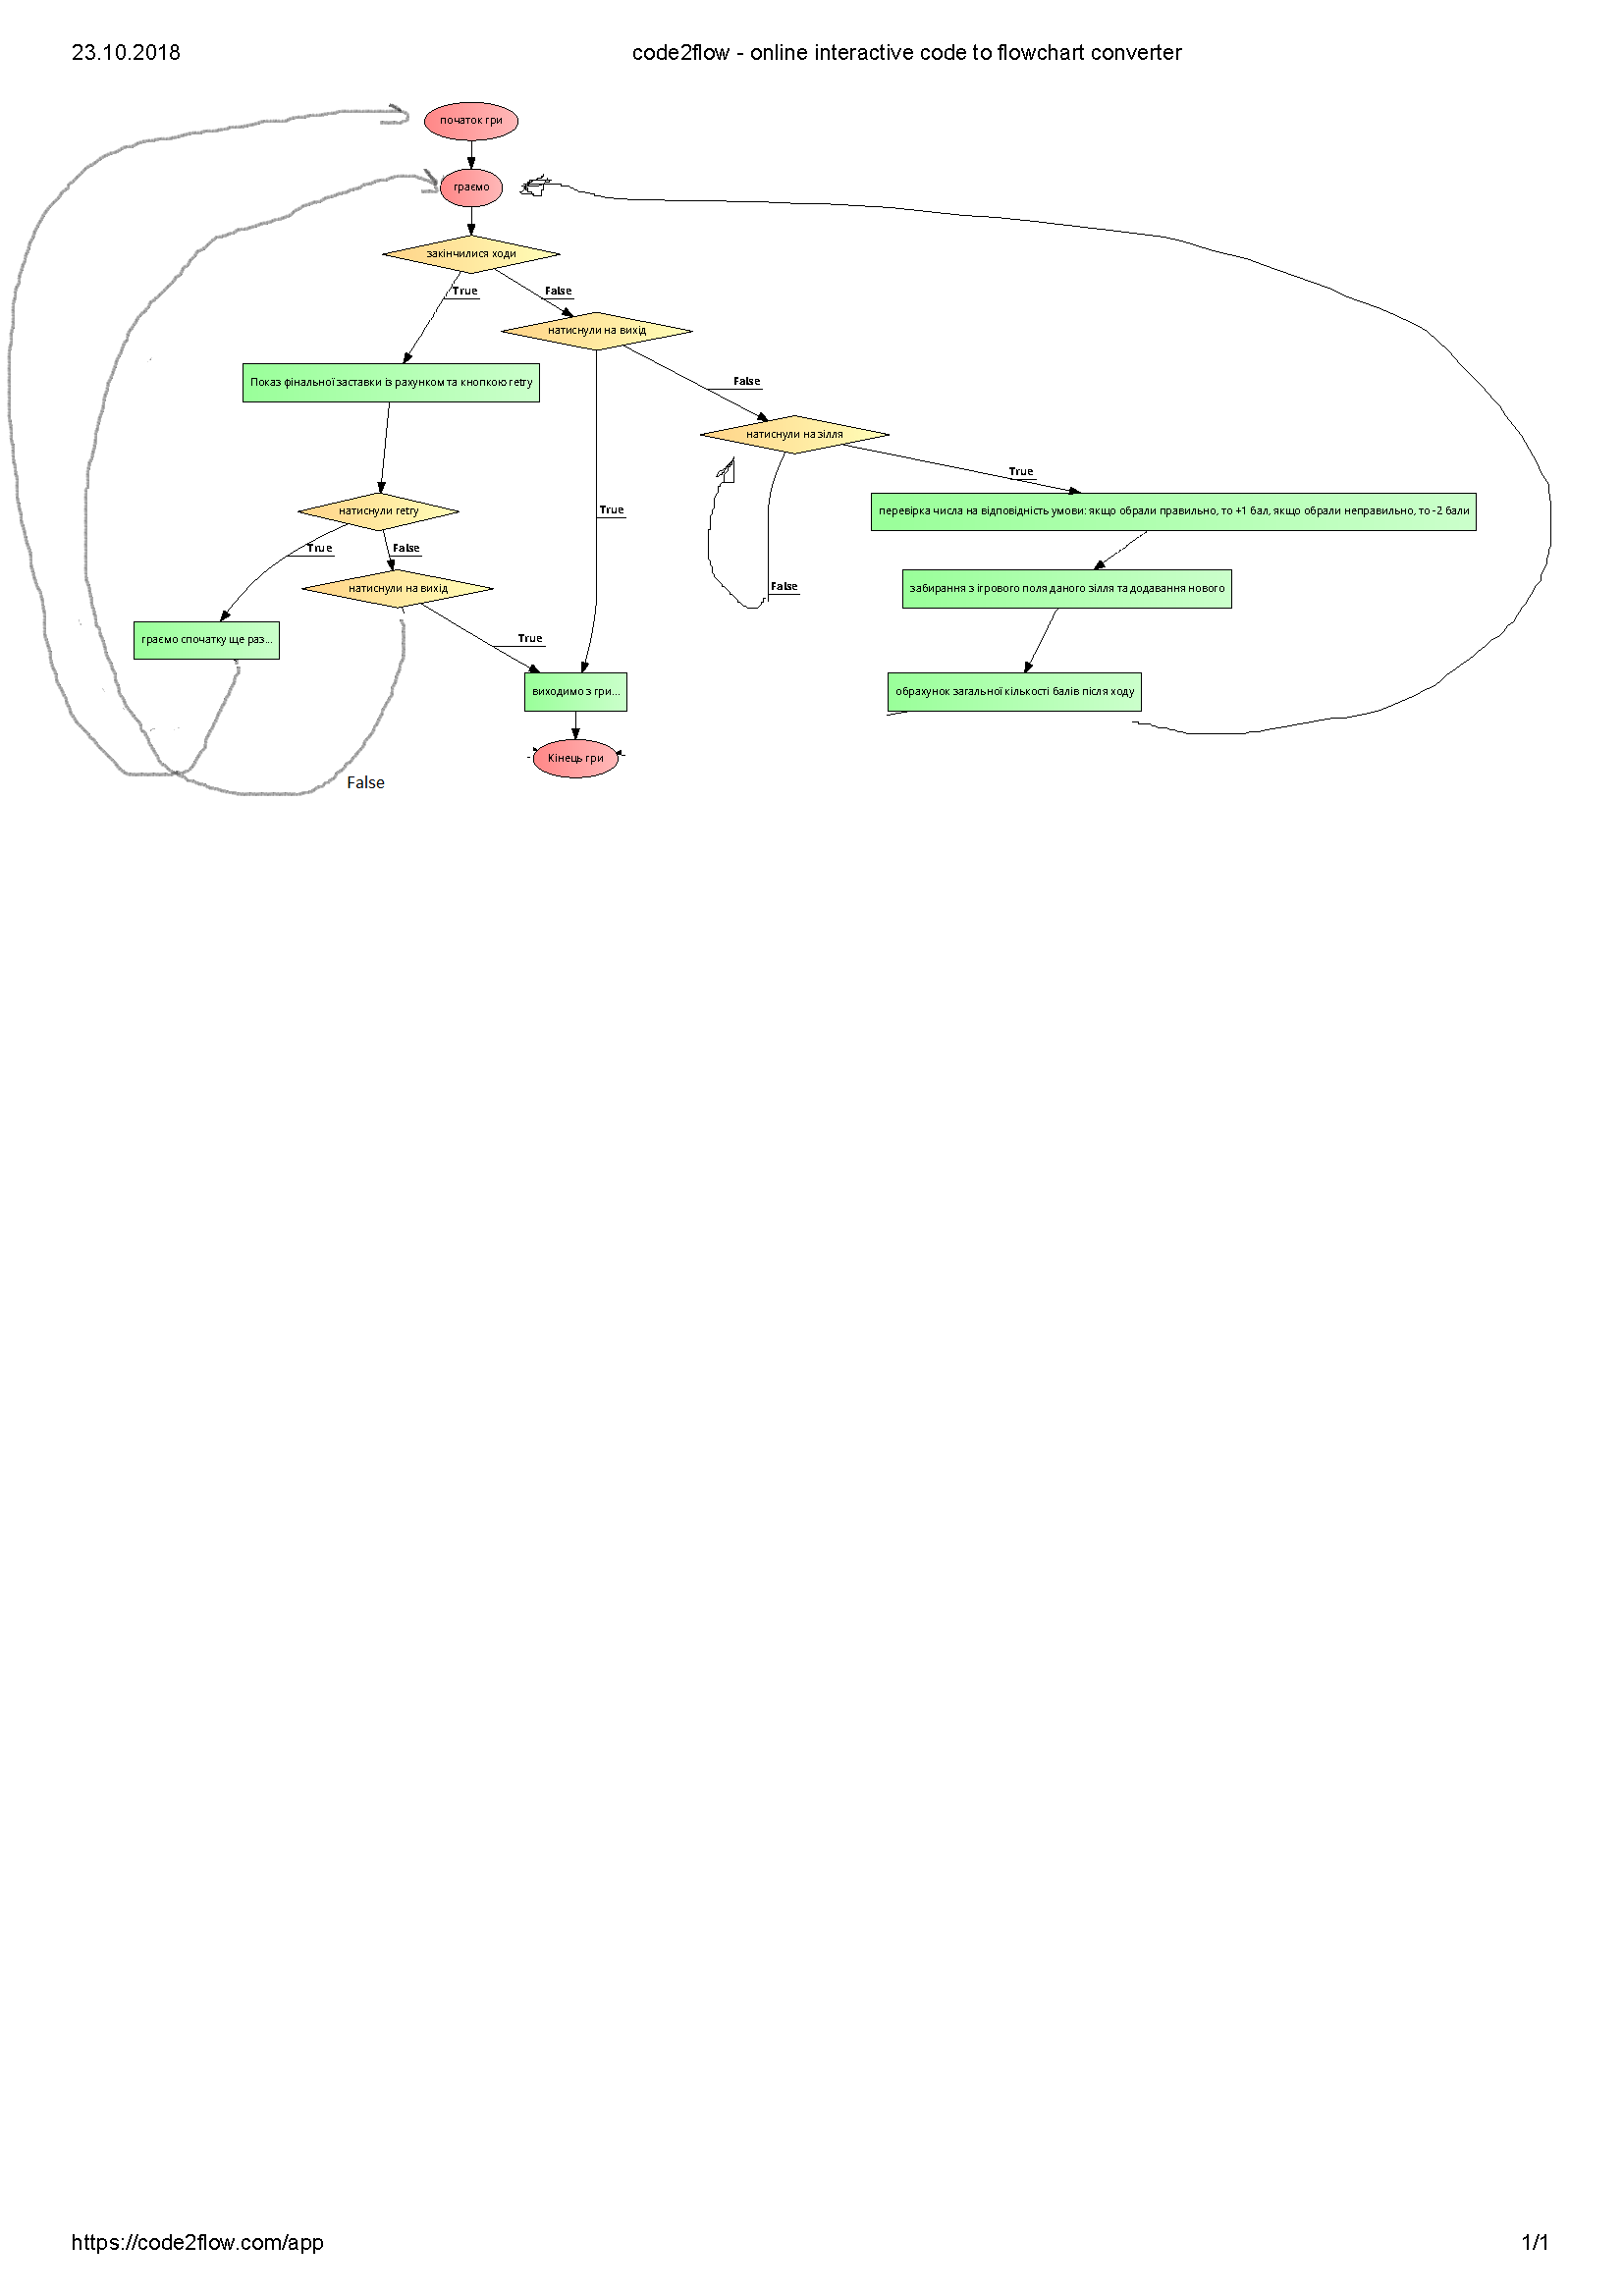 23.10.2018
code2flow - online interactive code to flowchart converter
початок гри
граємо
закінчилися ходи
True
False
натиснули на вихід
Показ фінальної заставки із рахунком та кнопкою retry
False
натиснули на зілля
True
натиснули retry
True
перевірка числа на відповідність умови: якщо обрали правильно, то +1 бал, якщо обрали неправильно, то -2 бали
True
False
натиснули на вихід
False
забирання з ігрового поля даного зілля та додавання нового
граємо спочатку ще раз...
True
виходимо з гри...
обрахунок загальної кількості балів після ходу
Кінець гри
False
https://code2flow.com/app
1/1